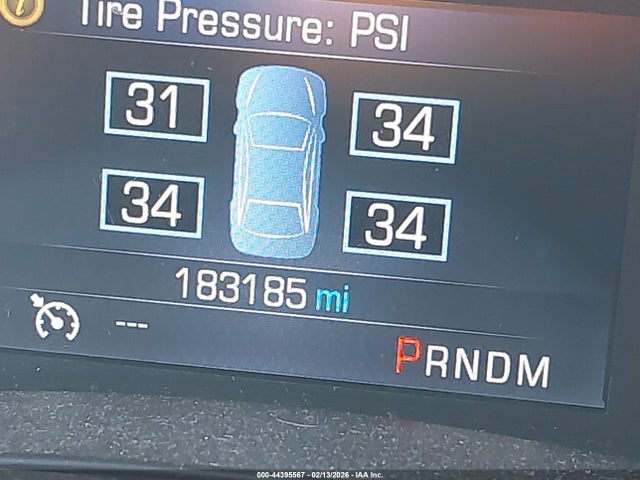 Tire Pressure: PSI
31 34
34 34
183185 mi
---
PRNDM
000-44395567 - 02/13/2026 - IAA Inc.